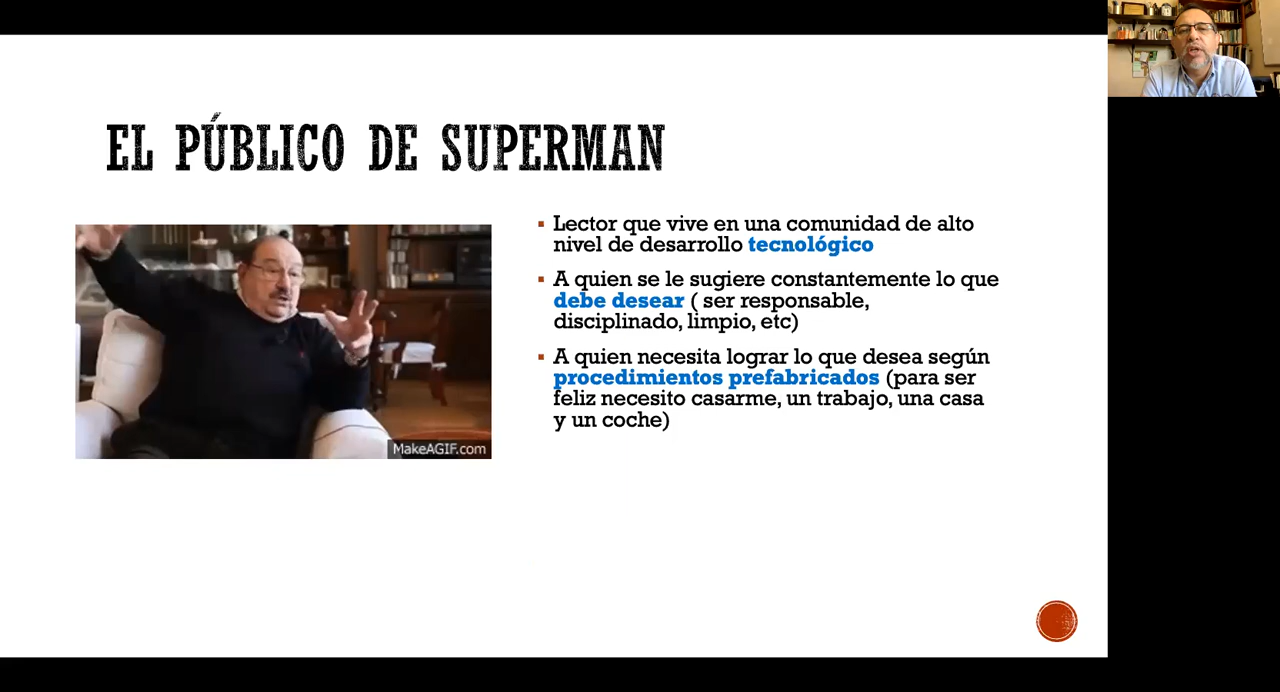 EL PÚBLICO DE SUPERMAN
▪ Lector que vive en una comunidad de alto
nivel de desarrollo tecnológico
▪ A quien se le sugiere constantemente lo que
debe desear ( ser responsable,
disciplinado, limpio, etc)
▪ A quien necesita lograr lo que desea según
procedimientos prefabricados (para ser
feliz necesito casarme, un trabajo, una casa
y un coche)
MakeAGIF.com